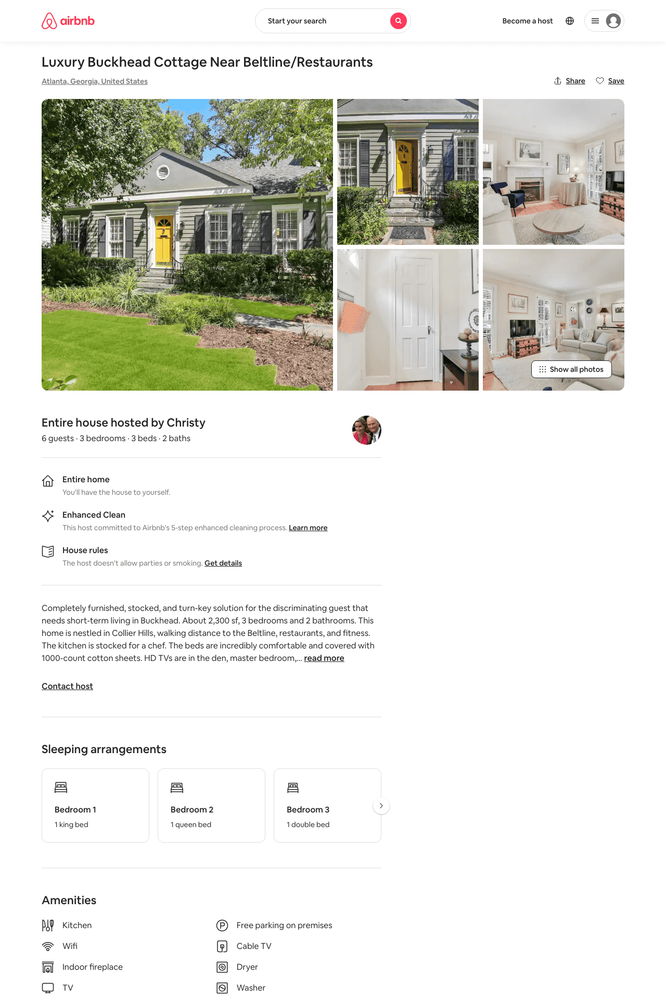 airbnb
Start your search
Become a host
Luxury Buckhead Cottage Near Beltline/Restaurants
Atlanta, Georgia, United States
Share
Save
Show all photos
Entire house hosted by Christy
6 guests · 3 bedrooms · 3 beds · 2 baths
Entire home
You’ll have the house to yourself.
Enhanced Clean
This host committed to Airbnb's 5-step enhanced cleaning process. Learn more
House rules
The host doesn’t allow parties or smoking. Get details
Completely furnished, stocked, and turn-key solution for the discriminating guest that
needs short-term living in Buckhead. About 2,300 sf, 3 bedrooms and 2 bathrooms. This
home is nestled in Collier Hills, walking distance to the Beltline, restaurants, and fitness.
The kitchen is stocked for a chef. The beds are incredibly comfortable and covered with
1000-count cotton sheets. HD TVs are in the den, master bedroom,... read more
Contact host
Sleeping arrangements
Bedroom 1
1 king bed
Bedroom 2
1 queen bed
Bedroom 3
1 double bed
Amenities
Kitchen
Free parking on premises
Wifi
Cable TV
Indoor fireplace
Dryer
TV
Washer